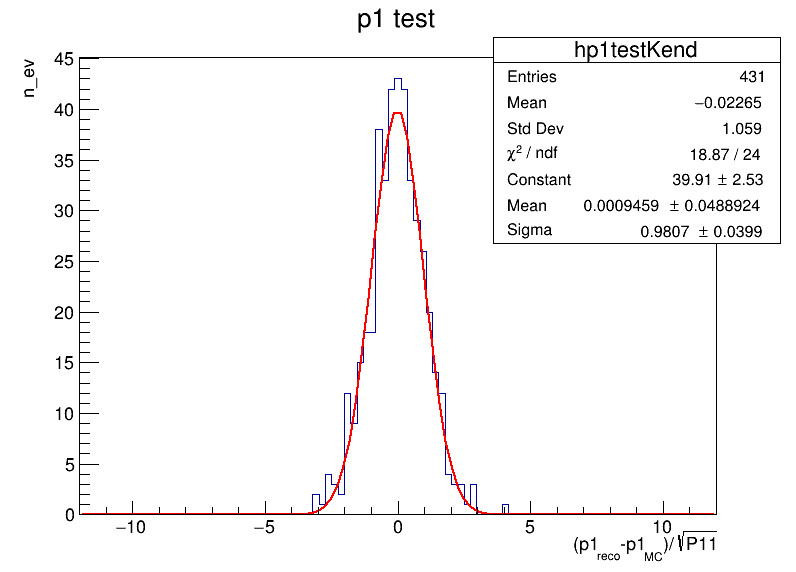 p1 test
hp1testKend
Entries 431
Mean −0.02265
Std Dev 1.059
χ² / ndf 18.87 / 24
Constant 39.91 ± 2.53
Mean 0.0009459 ± 0.0488924
Sigma 0.9807 ± 0.0399
n_ev
45
40
35
30
25
20
15
10
5
0
−10 −5 0 5 10
(p1reco-p1MC)/√P11